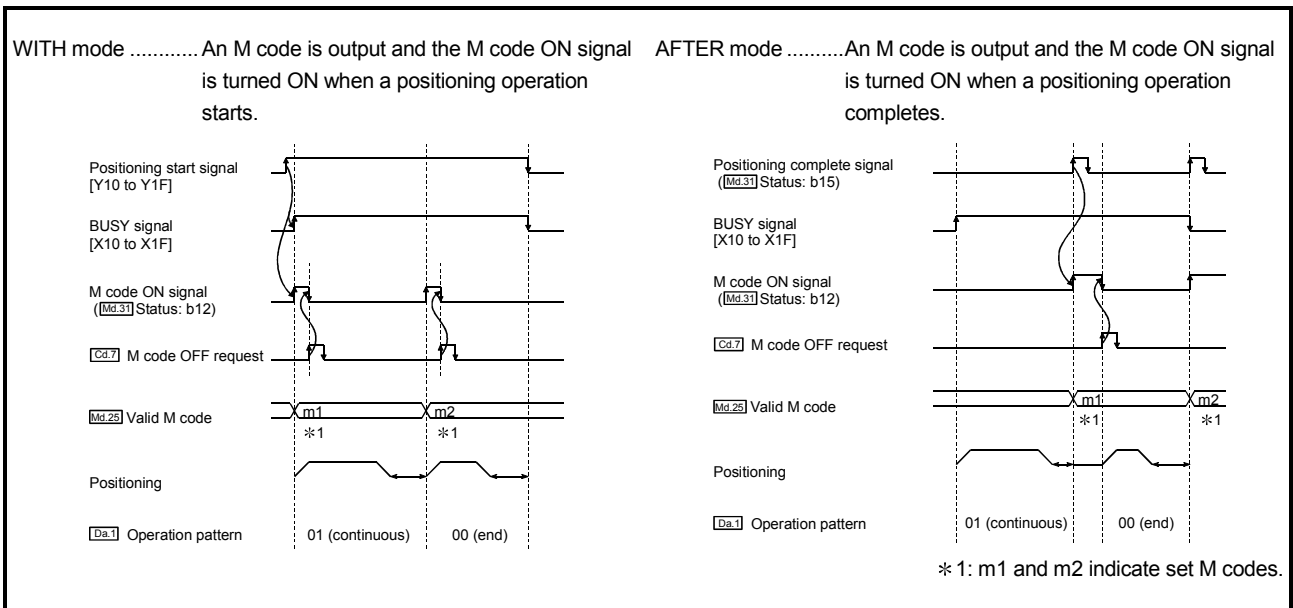 WITH mode ............ An M code is output and the M code ON signal
is turned ON when a positioning operation
starts.
Positioning start signal
[Y10 to Y1F]
BUSY signal
[X10 to X1F]
M code ON signal
(Md.31 Status: b12)
Cd.7 M code OFF request
Md.25 Valid M code
m1
m2
*1
*1
Positioning
Da.1 Operation pattern
01 (continuous)
00 (end)
AFTER mode ..........An M code is output and the M code ON signal
is turned ON when a positioning operation
completes.
Positioning complete signal
(Md.31 Status: b15)
BUSY signal
[X10 to X1F]
M code ON signal
(Md.31 Status: b12)
Cd.7 M code OFF request
Md.25 Valid M code
m1
m2
*1
*1
Positioning
Da.1 Operation pattern
01 (continuous)
00 (end)
*1: m1 and m2 indicate set M codes.